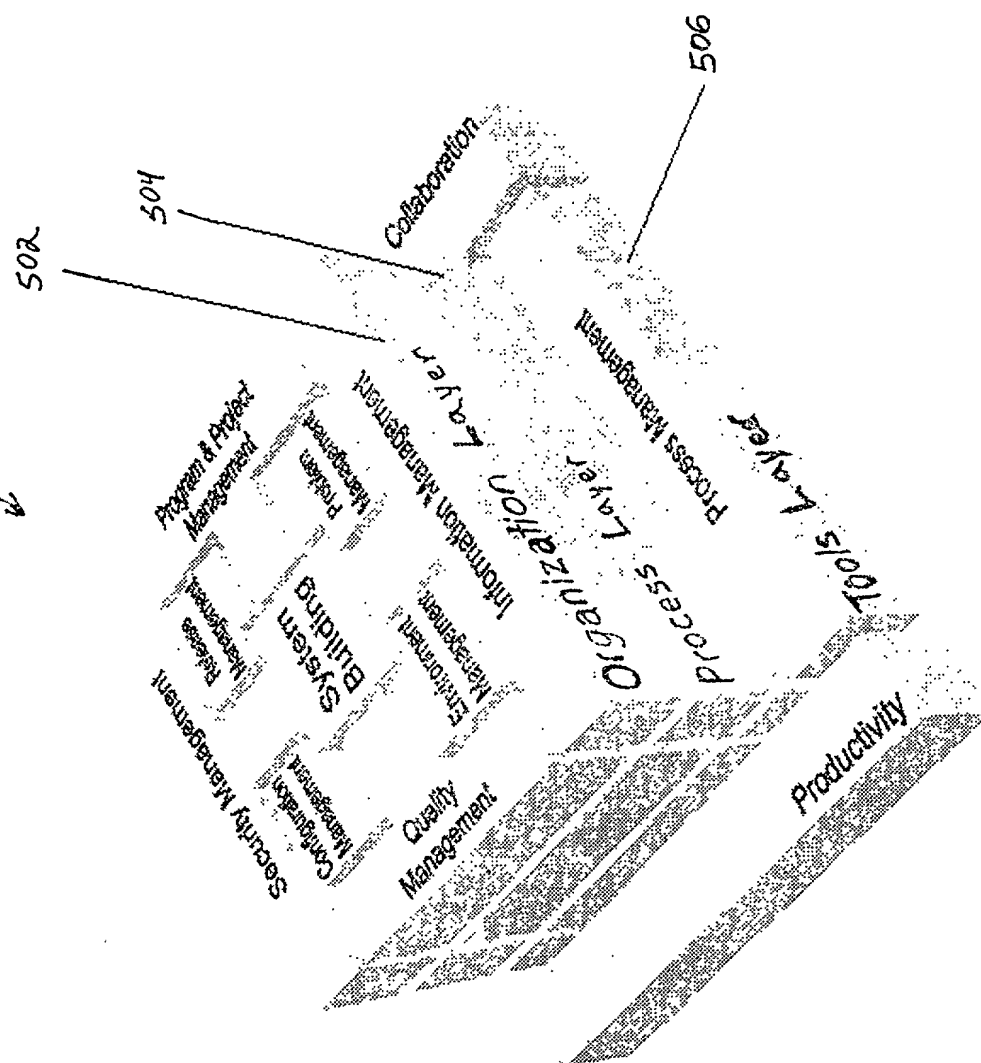 502
504
506
Program & Project
Management
Security Management
Release
Management
Problem
Management
System
Building
Configuration
Management
Environment
Management
Information Management
Quality
Management
Collaboration
Organization Layer
Process Layer
Process Management
Tools Layer
Productivity